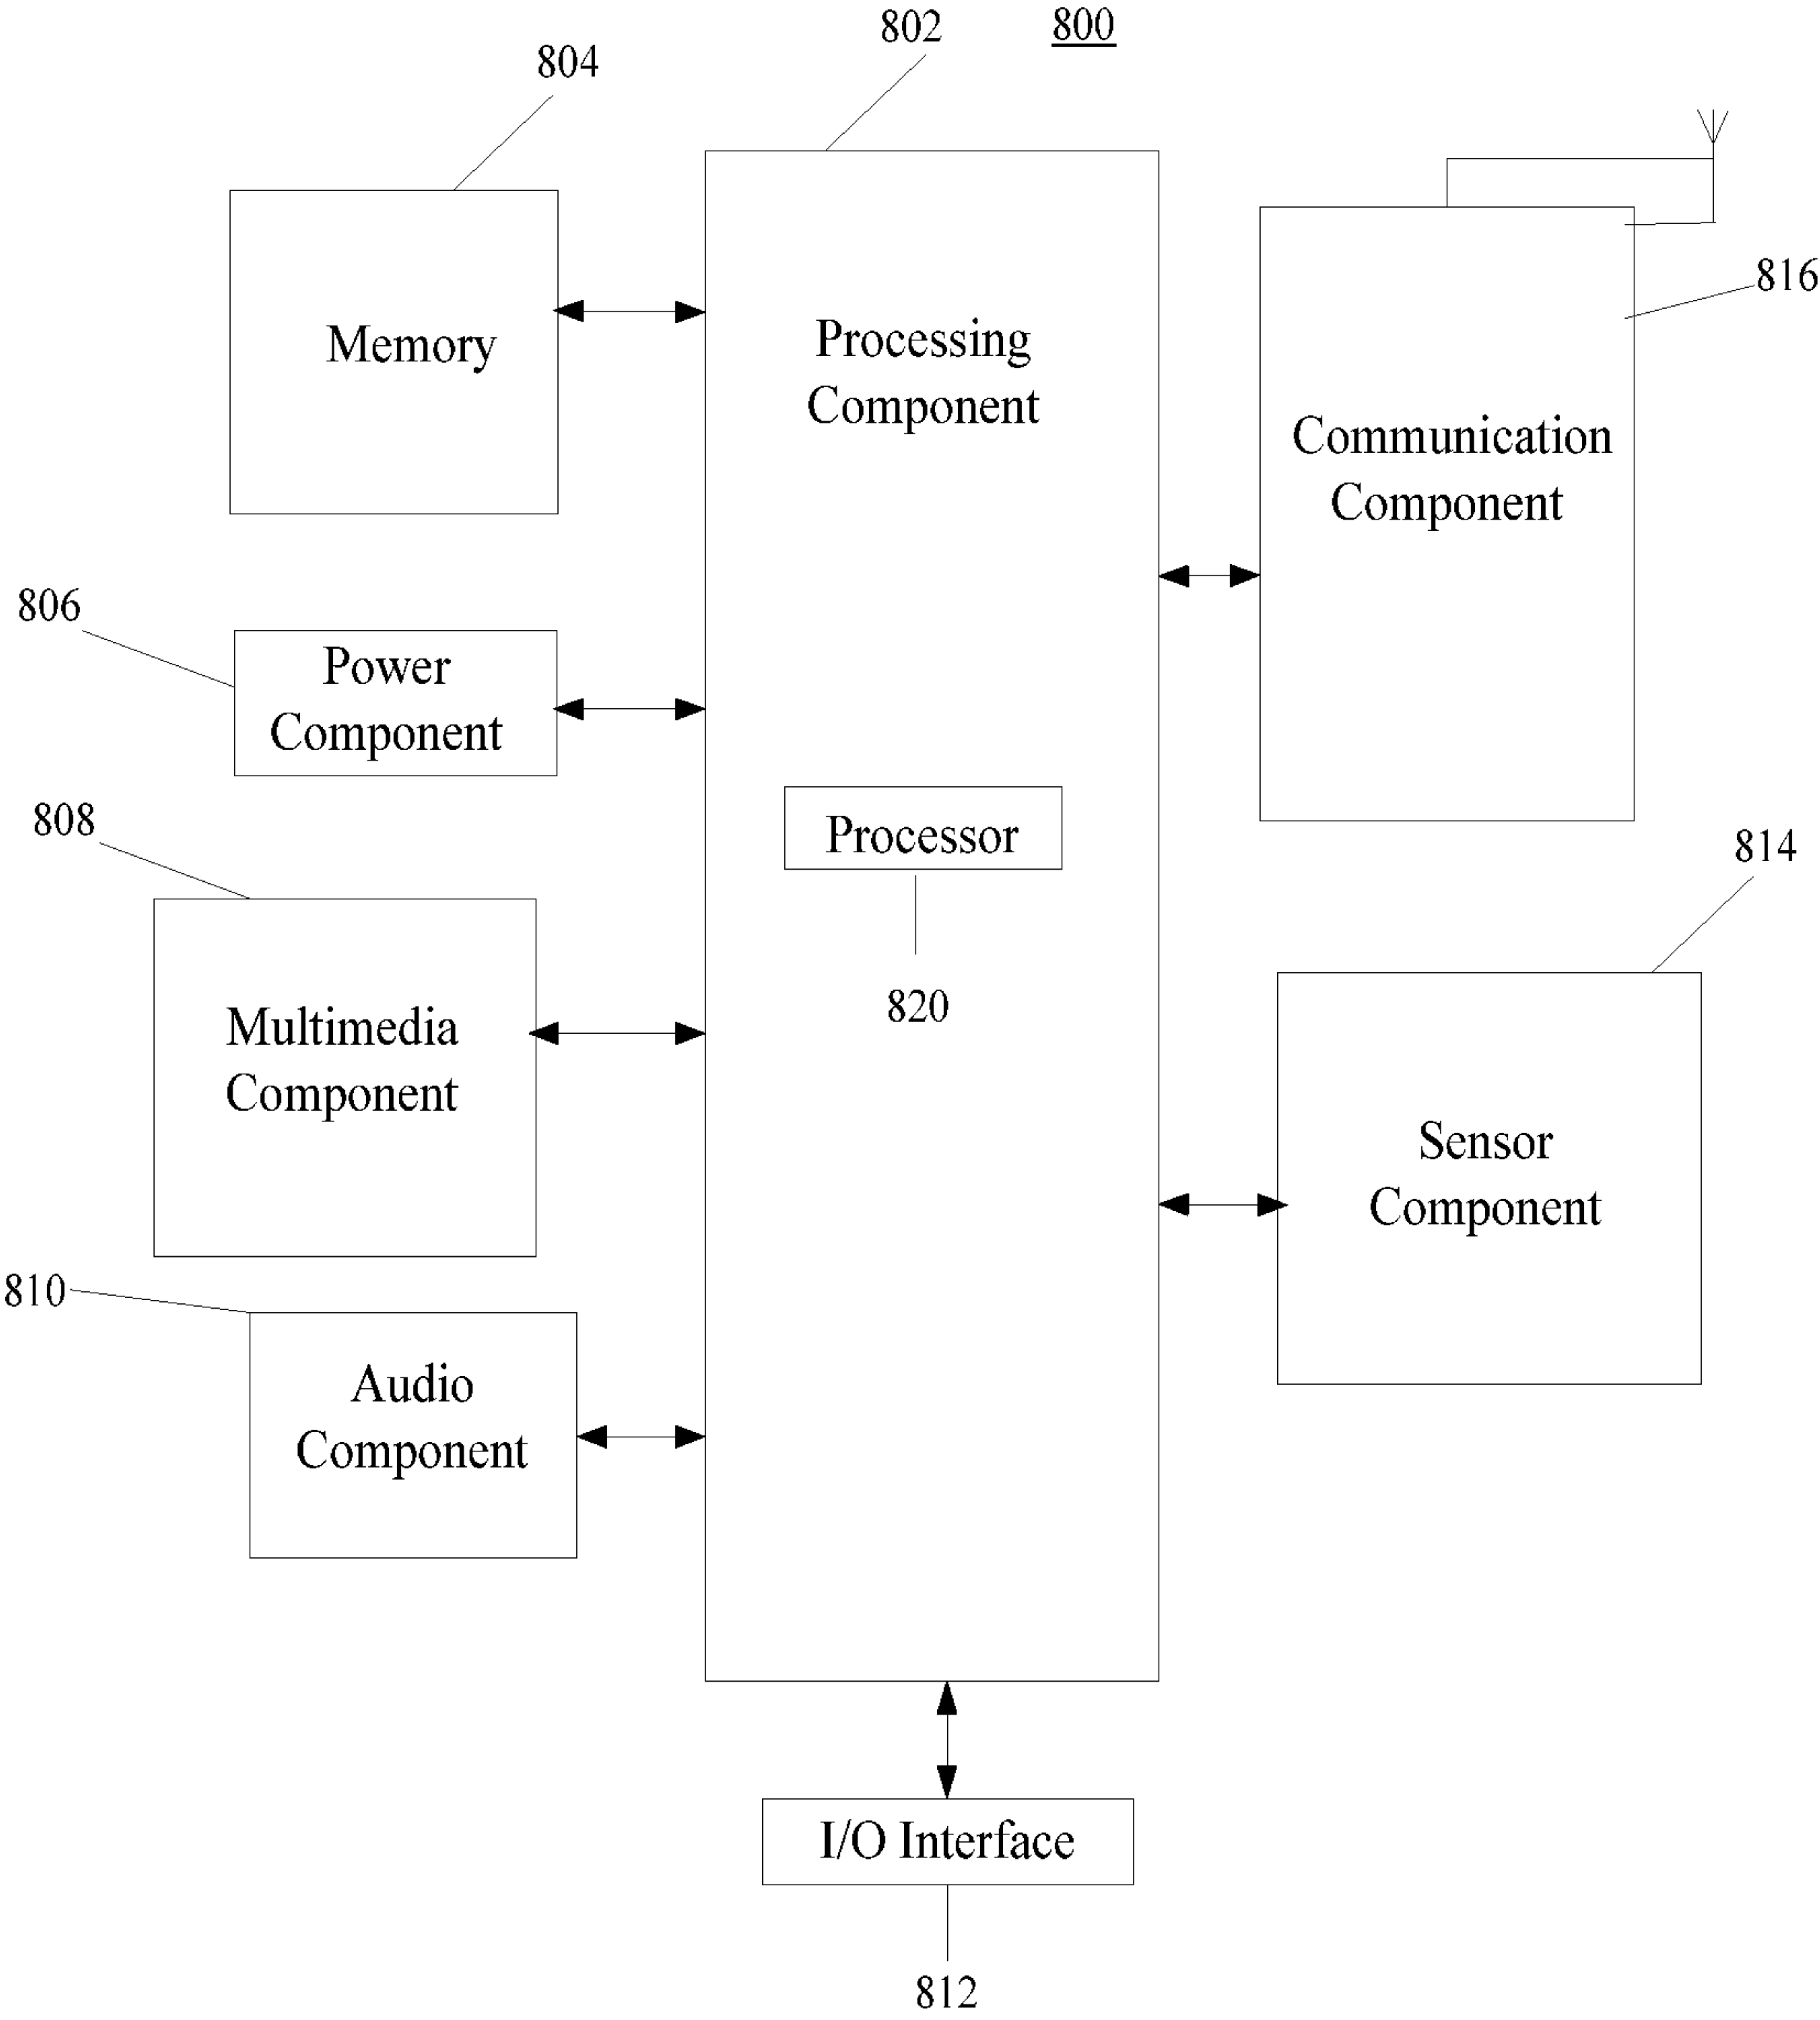 802
800
804
816
Memory
Processing
Component
Communication
Component
806
Power
Component
808
Processor
814
820
Multimedia
Component
Sensor
Component
810
Audio
Component
I/O Interface
812